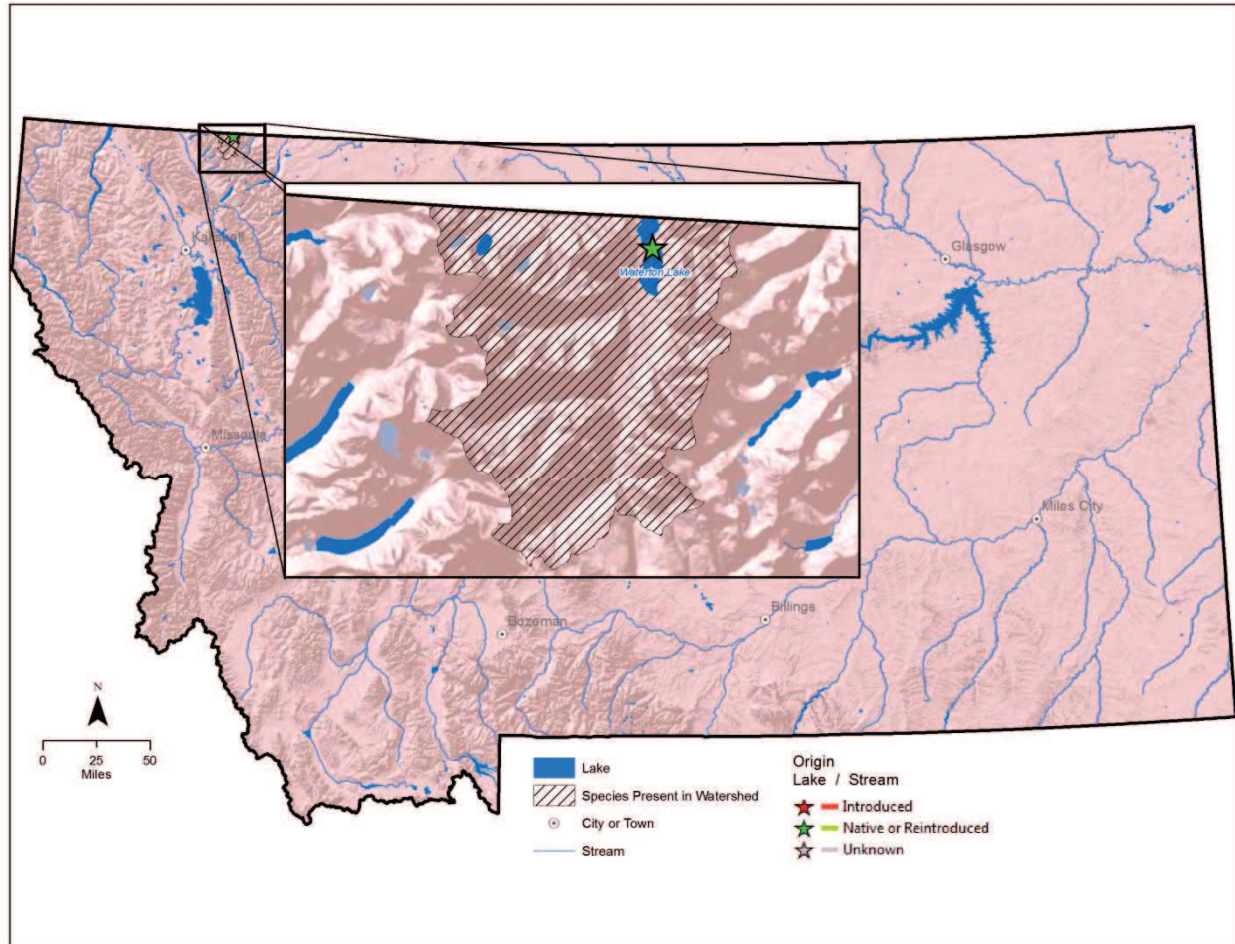 Kalispell
Glasgow
Waterton Lake
Missoula
Miles City
Billings
Bozeman
N
0 25 50
Miles
Lake
Species Present in Watershed
City or Town
Stream
Origin
Lake / Stream
Introduced
Native or Reintroduced
Unknown